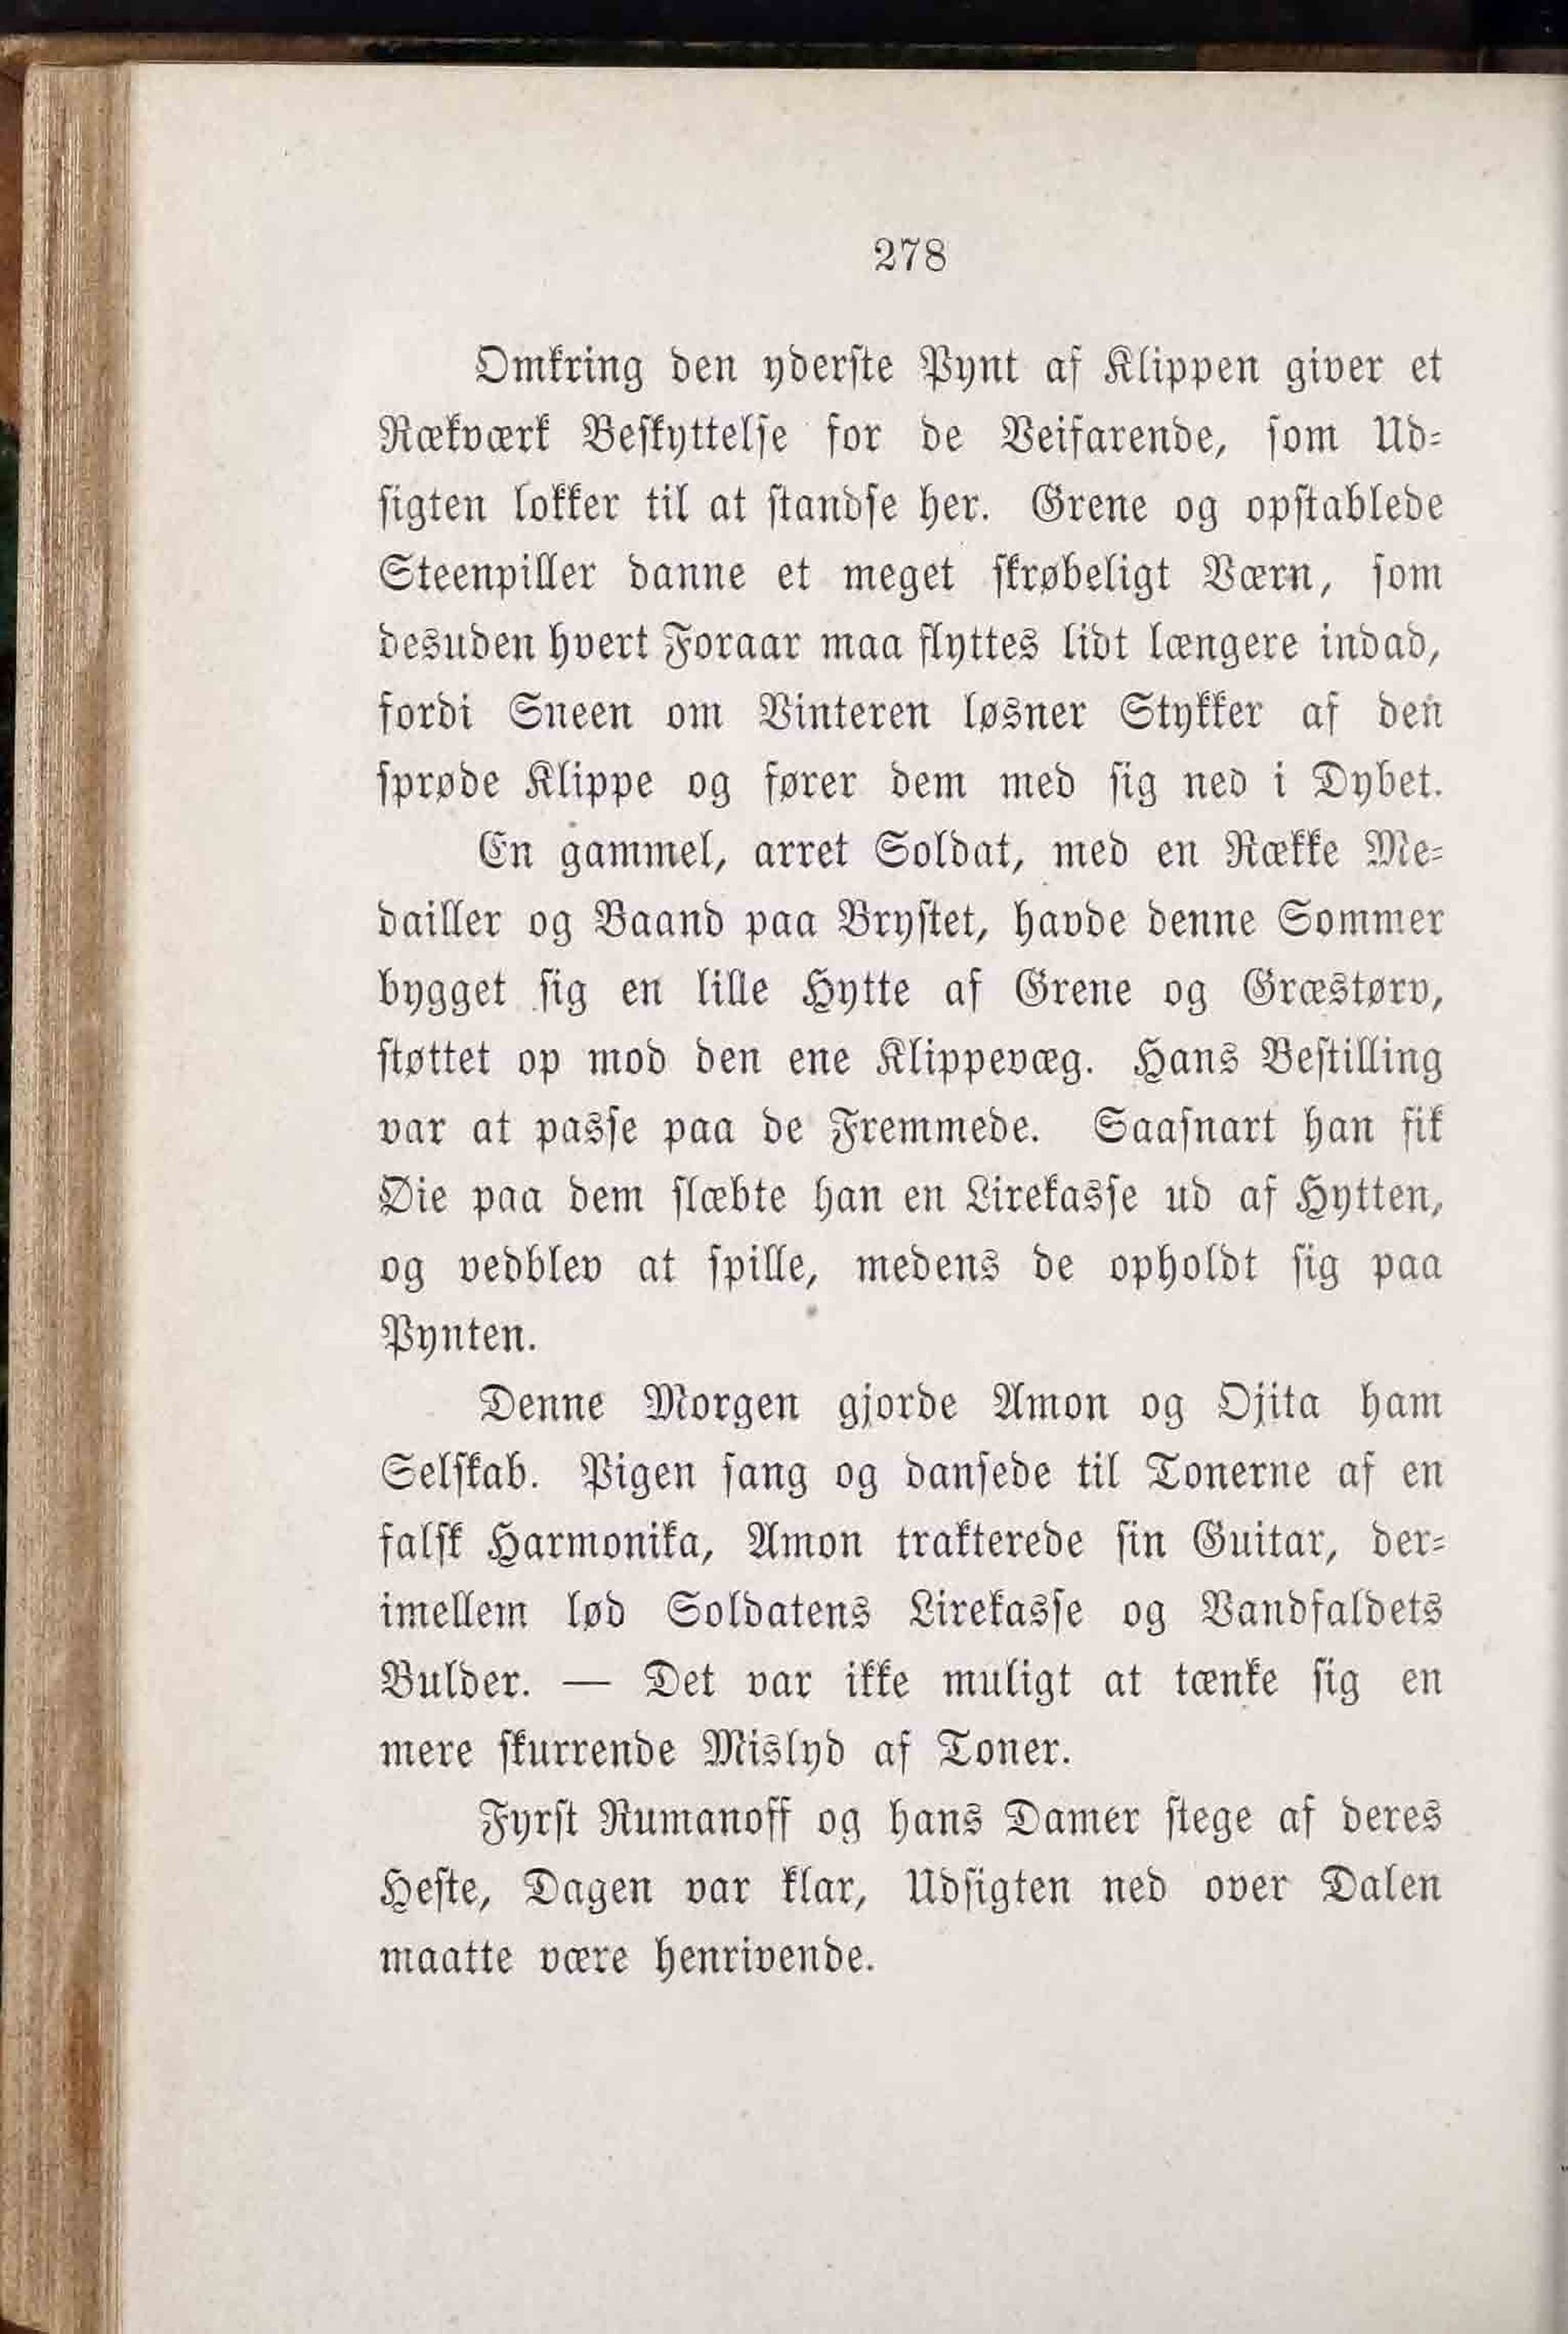 278
Omkring den yderste Pynt af Klippen giver et
Rækværk Beskyttelse for de Veifarende, som Ud-
sigten lokker til at standse her. Grene og opstablede
Steenpiller danne et meget skrøbeligt Værn, som
desuden hvert Foraar maa flyttes lidt længere indad,
fordi Sneen om Vinteren løsner Stykker af den
sprøde Klippe og fører dem med sig ned i Dybet.
En gammel, arret Soldat, med en Række Me-
dailler og Baand paa Brystet, havde denne Sommer
bygget sig en lille Hytte af Grene og Græstørv,
støttet op mod den ene Klippevæg. Hans Bestilling
var at passe paa de Fremmede. Saasnart han fik
Øie paa dem slæbte han en Lirekasse ud af Hytten,
og vedblev at spille, medens de opholdt sig paa
Pynten.
Denne Morgen gjorde Amon og Ojita ham
Selskab. Pigen sang og dansede til Tonerne af en
falsk Harmonika, Amon trakterede sin Guitar, der-
imellem lød Soldatens Lirekasse og Vandfaldets
Bulder. — Det var ikke muligt at tænke sig en
mere skurrende Mislyd af Toner.
Fyrst Rumanoff og hans Damer stege af deres
Heste, Dagen var klar, Udsigten ned over Dalen
maatte være henrivende.